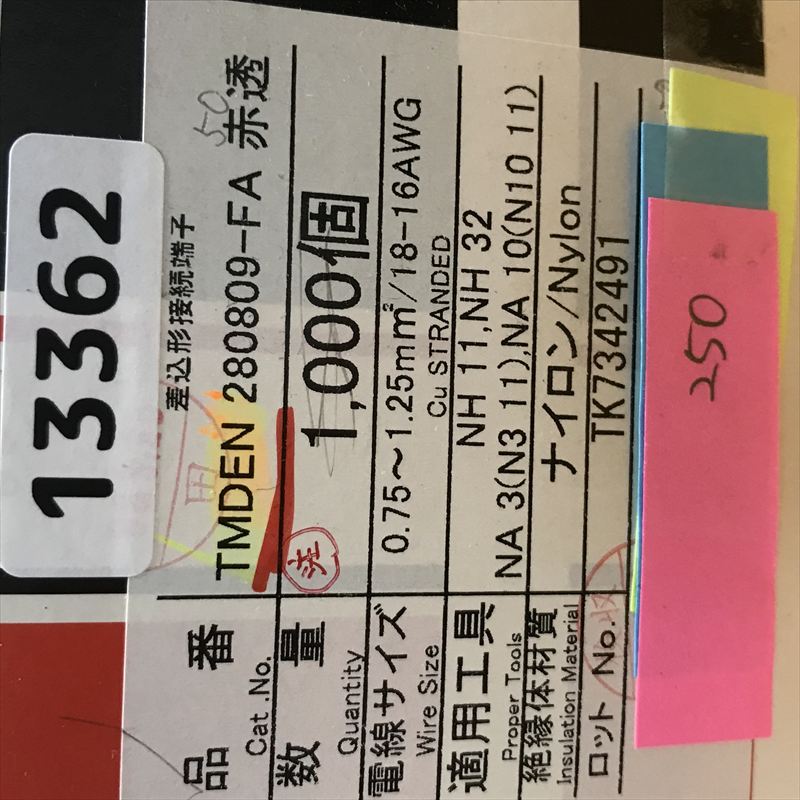 13362
差込形接続端子
品番 TMDEN 280809-FA 赤透
Cat.No.
50
数量 1,000個
Quantity
注
電線サイズ 0.75～1.25mm²/18-16AWG
Wire Size Cu STRANDED
適用工具 NH 11,NH 32
Proper Tools NA 3(N3 11),NA 10(N10 11)
絶縁体材質 ナイロン/Nylon
Insulation Material
ロット No. TK7342491
250